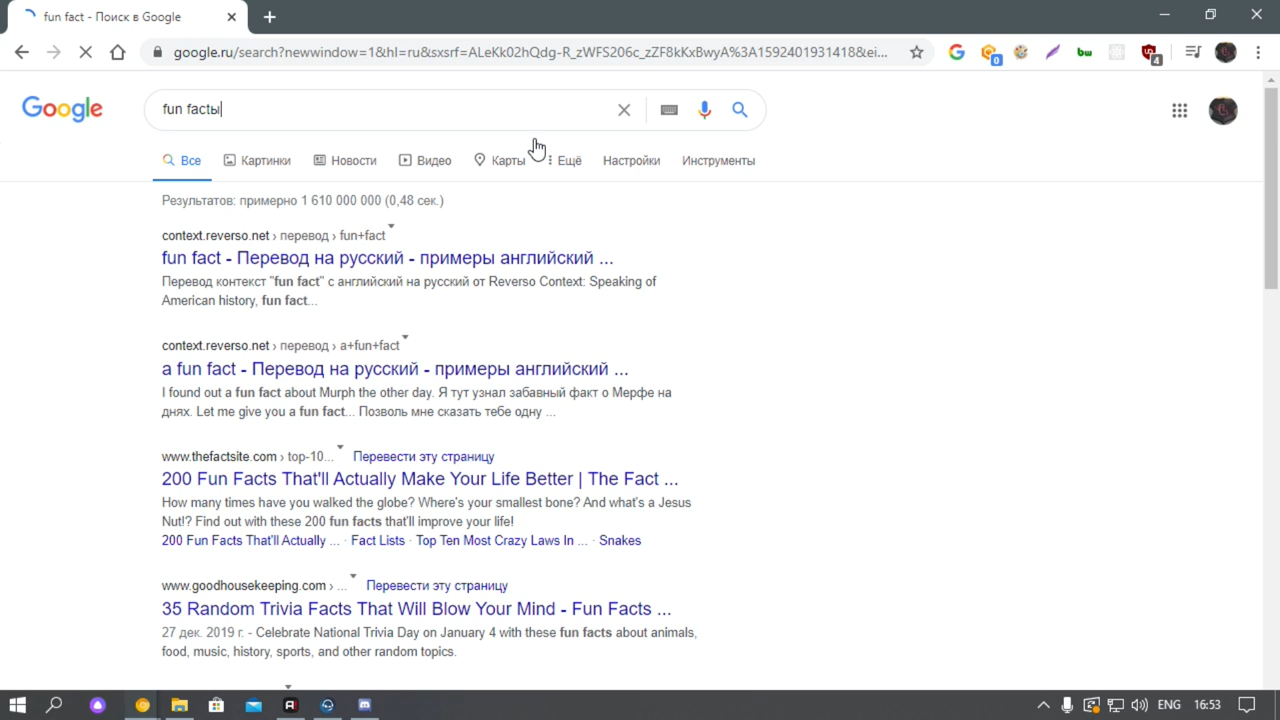 fun fact - Поиск в Google
google.ru/search?newwindow=1&hl=ru&sxsrf=ALeKk02hQdg-R_zWFS206c_zZF8kKxBwyA%3A1592401931418&ei...
bw
0
4
Google
fun factы
Все
Картинки
Новости
Видео
Карты
Ещё
Настройки
Инструменты
Результатов: примерно 1 610 000 000 (0,48 сек.)
context.reverso.net › перевод › fun+fact
fun fact - Перевод на русский - примеры английский ...
Перевод контекст "fun fact" с английский на русский от Reverso Context: Speaking of
American history, fun fact...
context.reverso.net › перевод › a+fun+fact
a fun fact - Перевод на русский - примеры английский ...
I found out a fun fact about Murph the other day. Я тут узнал забавный факт о Мерфе на
днях. Let me give you a fun fact... Позволь мне сказать тебе одну ...
www.thefactsite.com › top-10... Перевести эту страницу
200 Fun Facts That'll Actually Make Your Life Better | The Fact ...
How many times have you walked the globe? Where's your smallest bone? And what's a Jesus
Nut!? Find out with these 200 fun facts that'll improve your life!
200 Fun Facts That'll Actually ... · Fact Lists · Top Ten Most Crazy Laws In ... · Snakes
www.goodhousekeeping.com › ... Перевести эту страницу
35 Random Trivia Facts That Will Blow Your Mind - Fun Facts ...
27 дек. 2019 г. - Celebrate National Trivia Day on January 4 with these fun facts about animals,
food, music, history, sports, and other random topics.
ENG
16:53